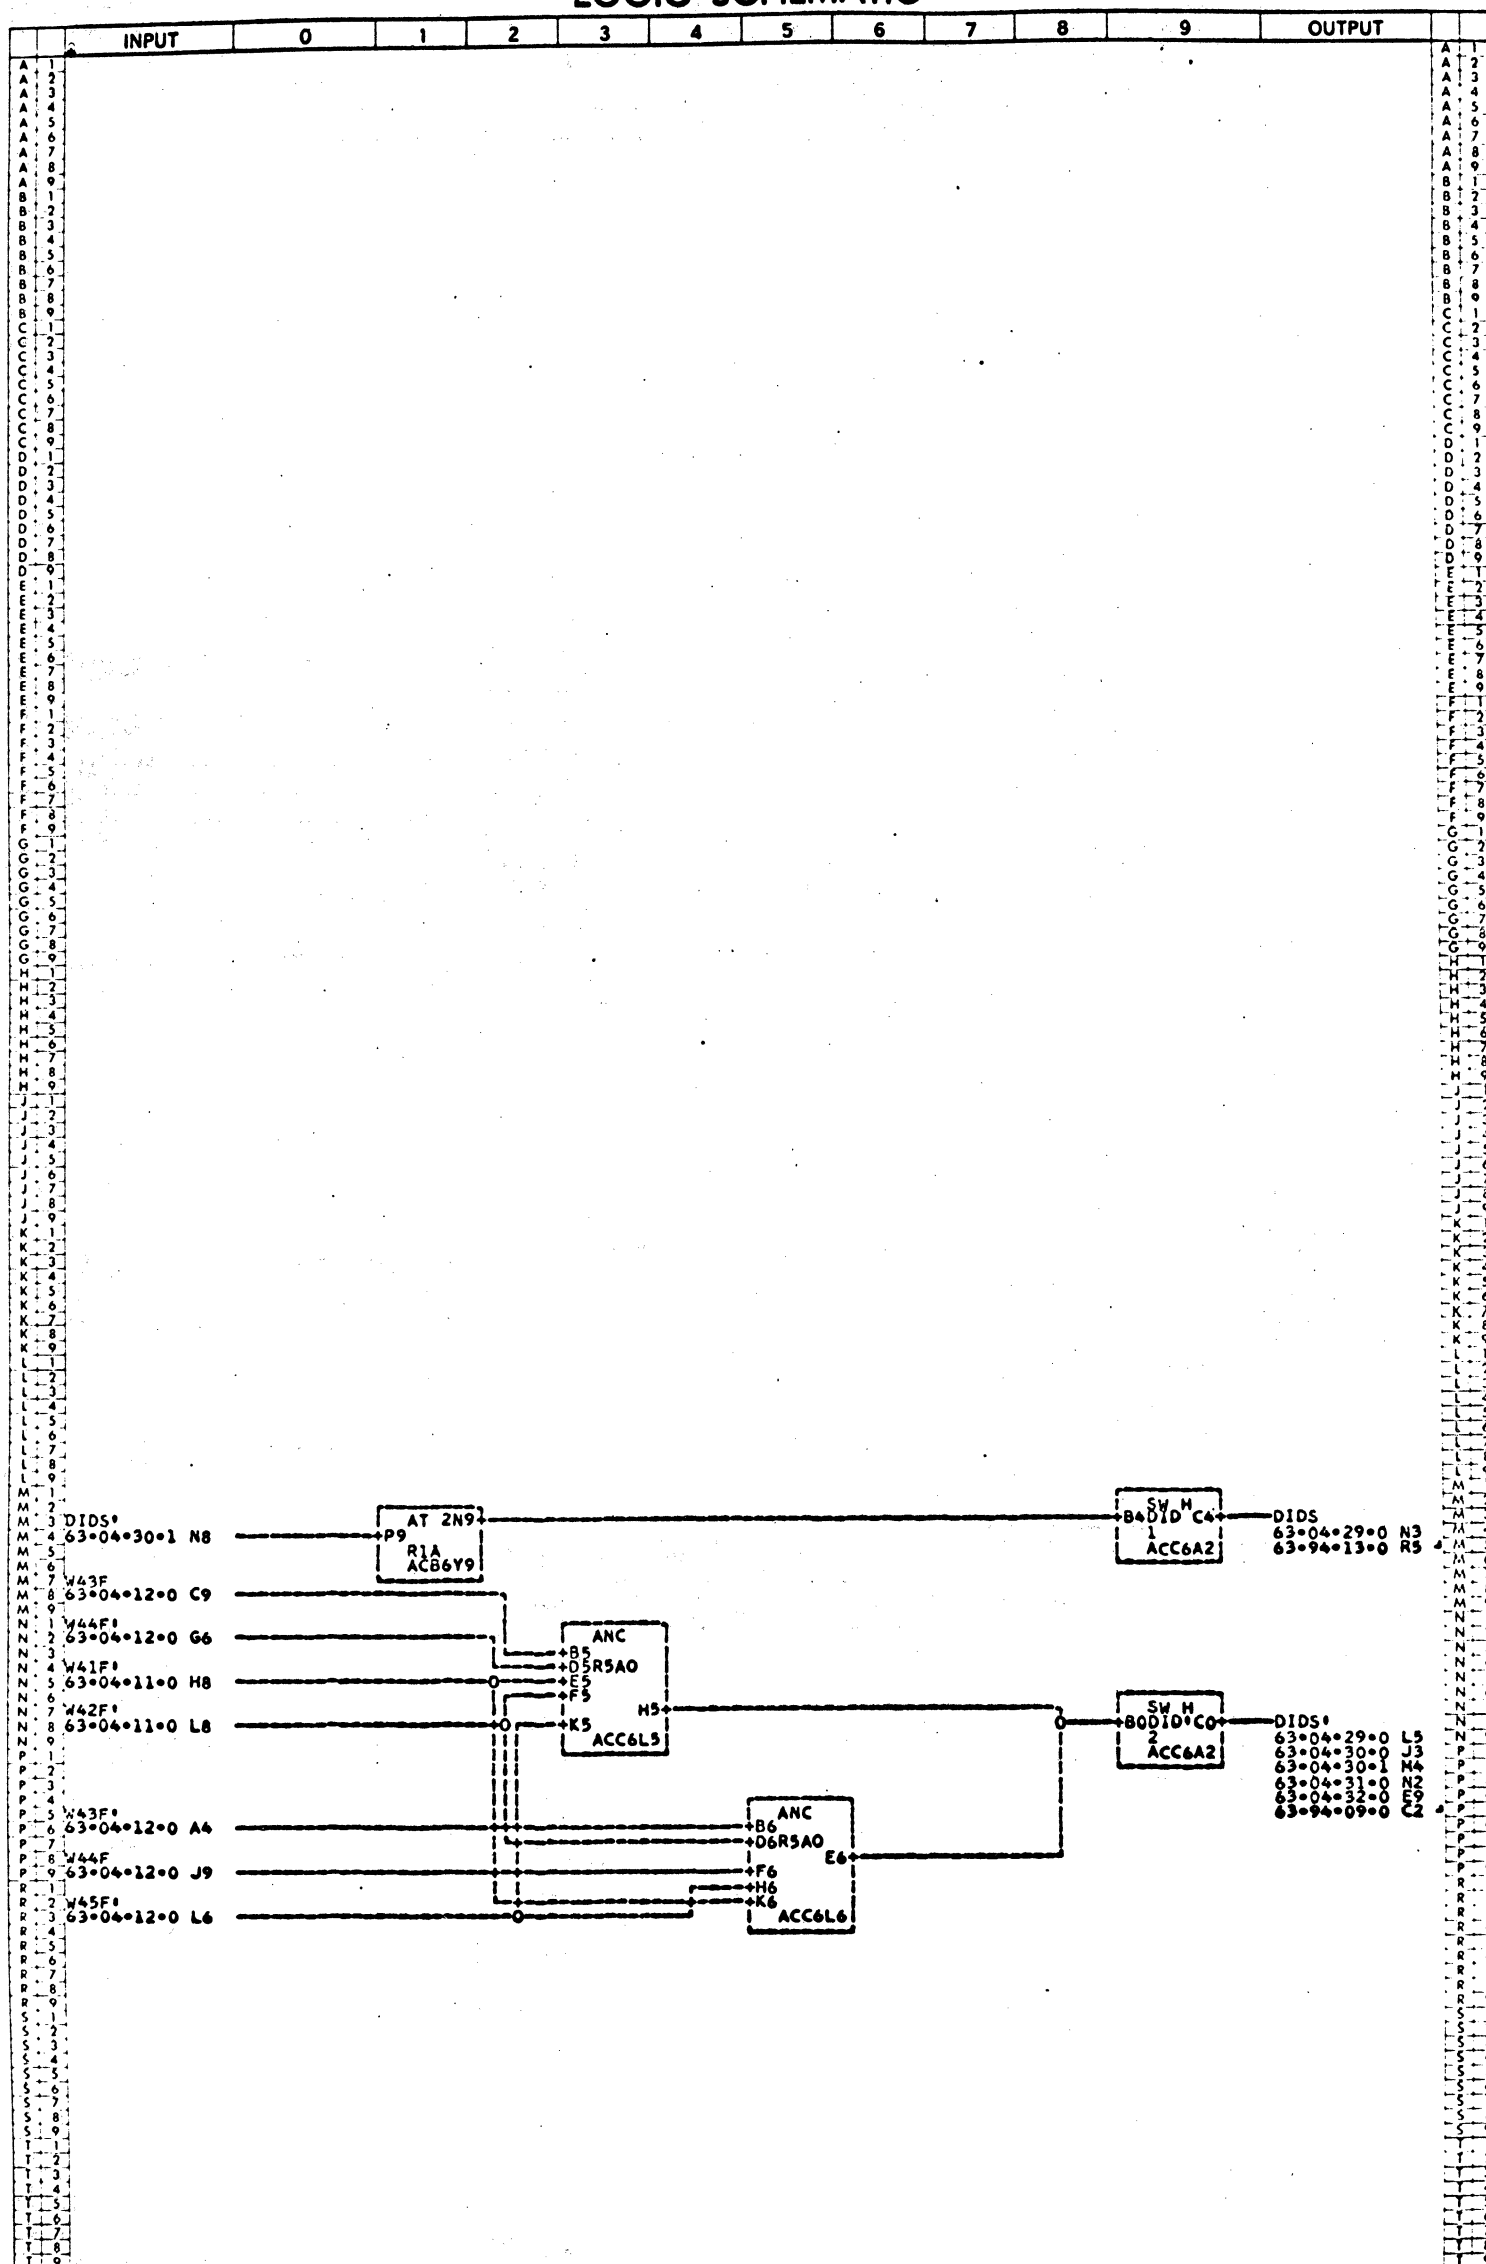 LOGIC SCHEMATIC
INPUT 0 1 2 3 4 5 6 7 8 9 OUTPUT
DIDS'
63•04•30•1 N8
AT 2N9
P9
R1A
ACB6Y9
SW H
B4DID C4
1
ACC6A2
DIDS
63•04•29•0 N3
63•94•13•0 R5
W43F
63•04•12•0 C9
W44F'
63•04•12•0 G6
W41F'
63•04•11•0 H8
W42F'
63•04•11•0 L8
ANC
B5
D5R5AO
E5
F5
H5
K5
ACC6L5
SW H
B0DID'C0
2
ACC6A2
DIDS'
63•04•29•0 L5
63•04•30•0 J3
63•04•30•1 M4
63•04•31•0 N2
63•04•32•0 E9
63•94•09•0 C2
W43F'
63•04•12•0 A4
W44F
63•04•12•0 J9
W45F'
63•04•12•0 L6
ANC
B6
D6R5AO
E6
F6
H6
K6
ACC6L6